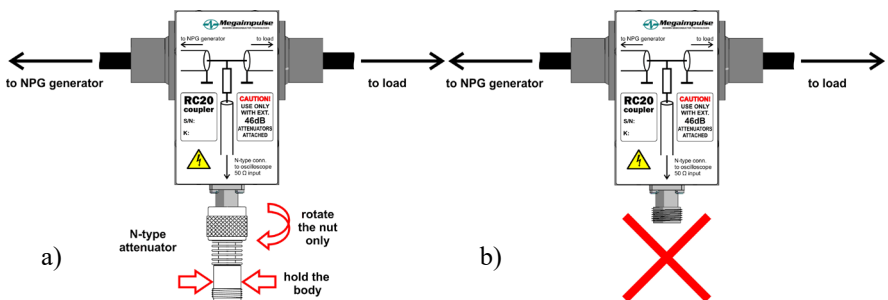 Megaimpulse
to NPG generator
to load
to NPG generator
to load
RC20
coupler
S/N:
K:
CAUTION!
USE ONLY
WITH EXT.
46dB
ATTENUATORS
ATTACHED
N-type conn.
to oscilloscope
50 Ω input
N-type
attenuator
rotate
the nut
only
hold the
body
a)
Megaimpulse
to NPG generator
to load
to NPG generator
to load
RC20
coupler
S/N:
K:
CAUTION!
USE ONLY
WITH EXT.
46dB
ATTENUATORS
ATTACHED
N-type conn.
to oscilloscope
50 Ω input
b)